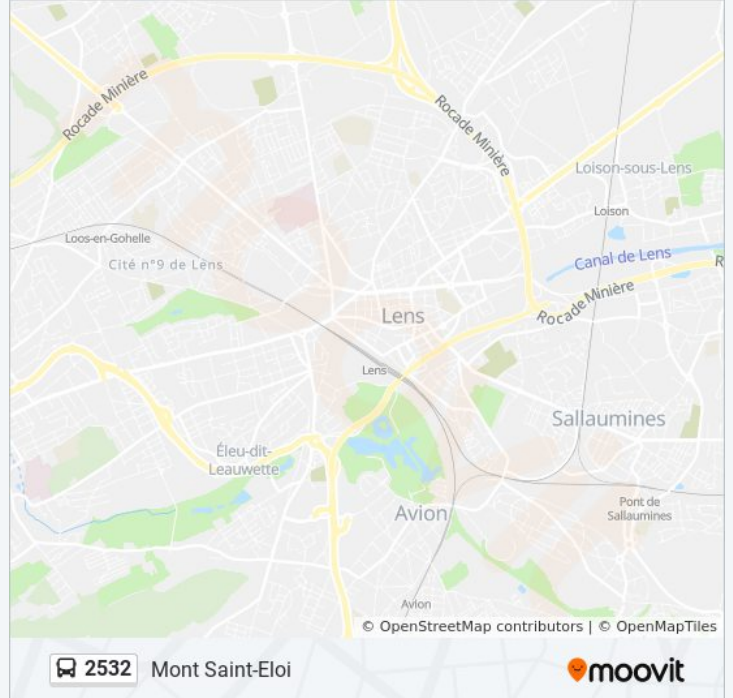 Rocade Minière
Rocade Minière
Loison-sous-Lens
Loison
Loos-en-Gohelle
Canal de Lens
Cité n°9 de Lens
R
Rocade Minière
Lens
Lens
Sallaumines
Éleu-dit-
Leauwette
Pont de
Sallaumines
Avion
Avion
© OpenStreetMap contributors | © OpenMapTiles
2532 Mont Saint-Eloi
moovit